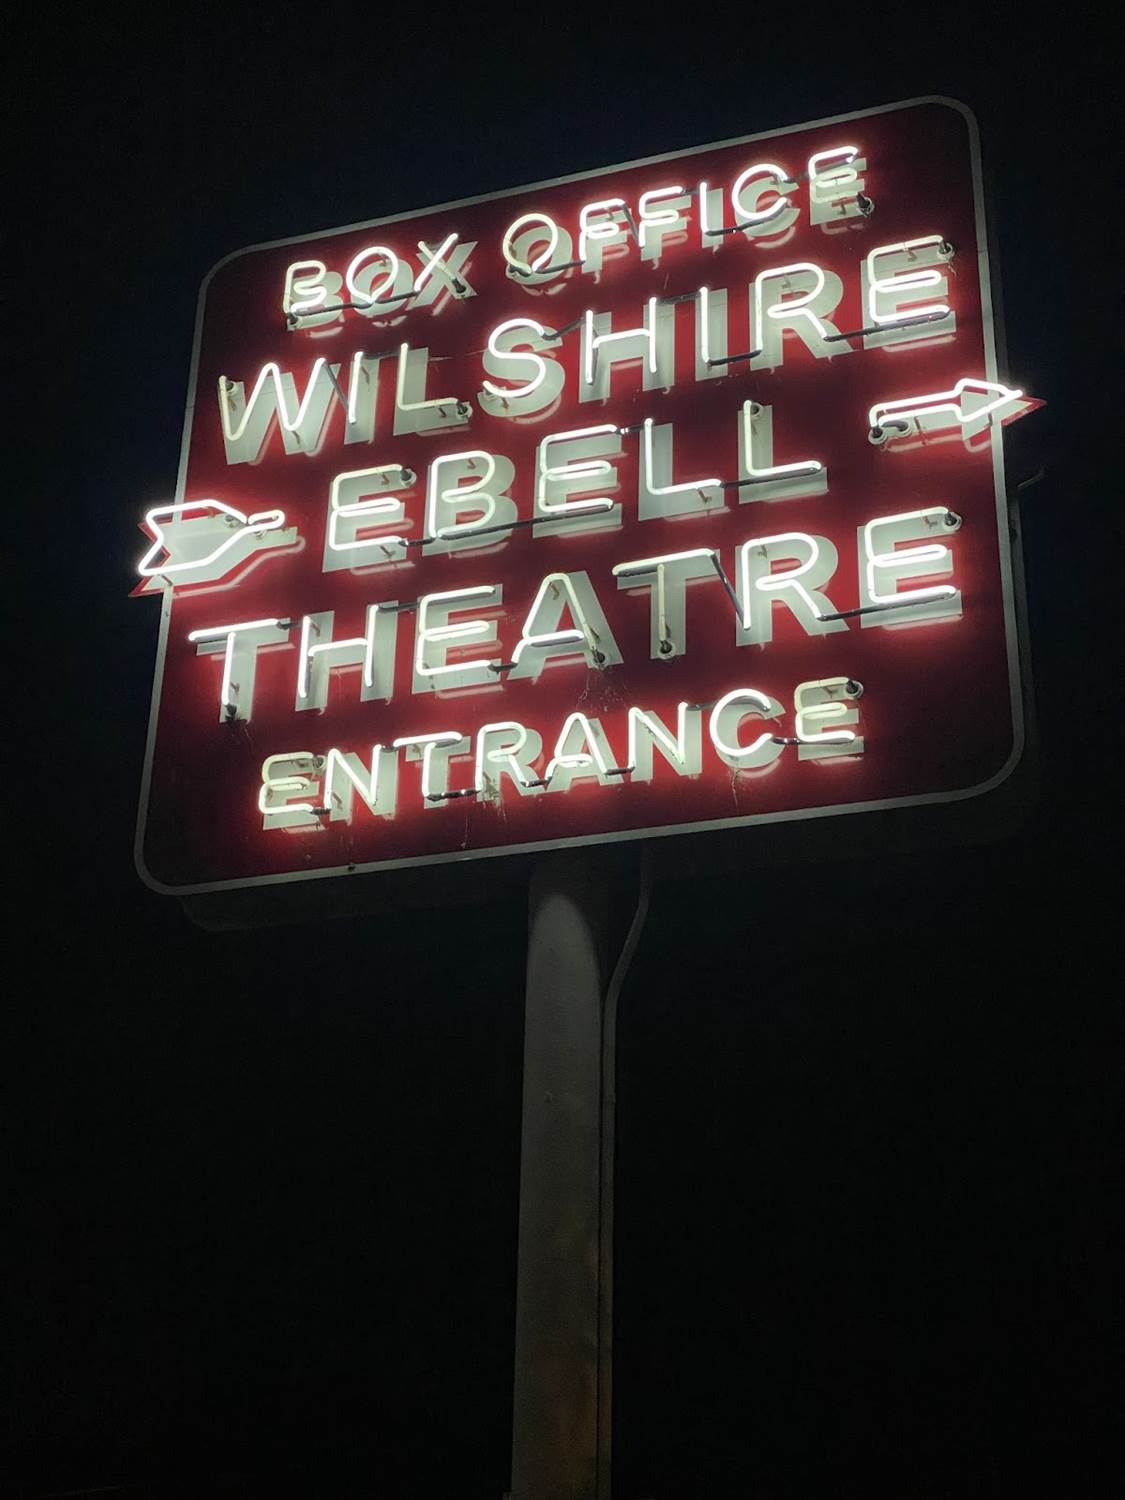 BOX OFFICE
WILSHIRE
EBELL
THEATRE
ENTRANCE